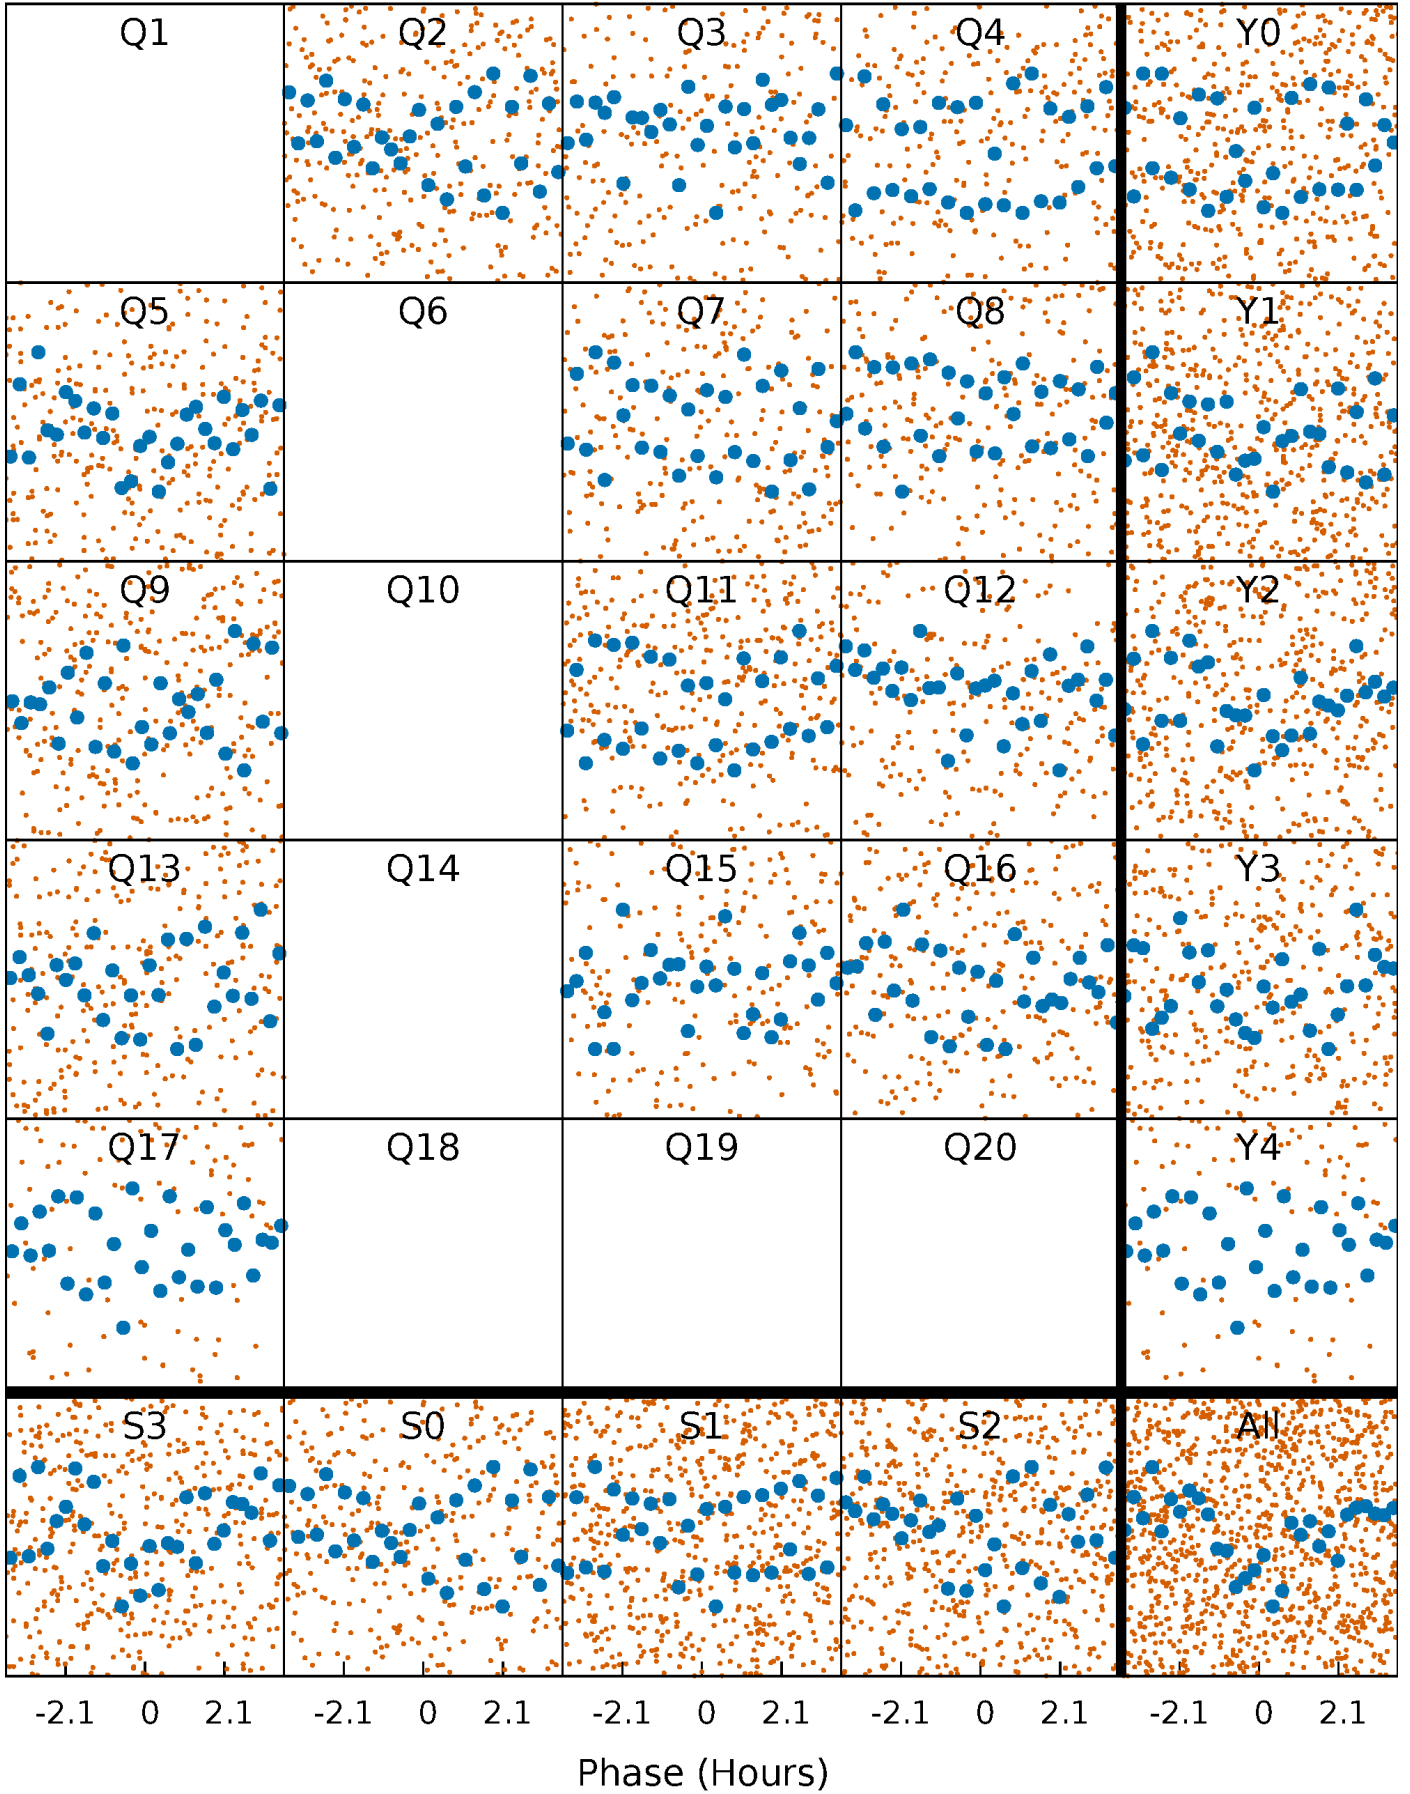 Q1 Q2 Q3 Q4 Y0
Q5 Q6 Q7 Q8 Y1
Q9 Q10 Q11 Q12 Y2
Q13 Q14 Q15 Q16 Y3
Q17 Q18 Q19 Q20 Y4
S3 S0 S1 S2 All
-2.1 0 2.1 -2.1 0 2.1 -2.1 0 2.1 -2.1 0 2.1 -2.1 0 2.1
Phase (Hours)